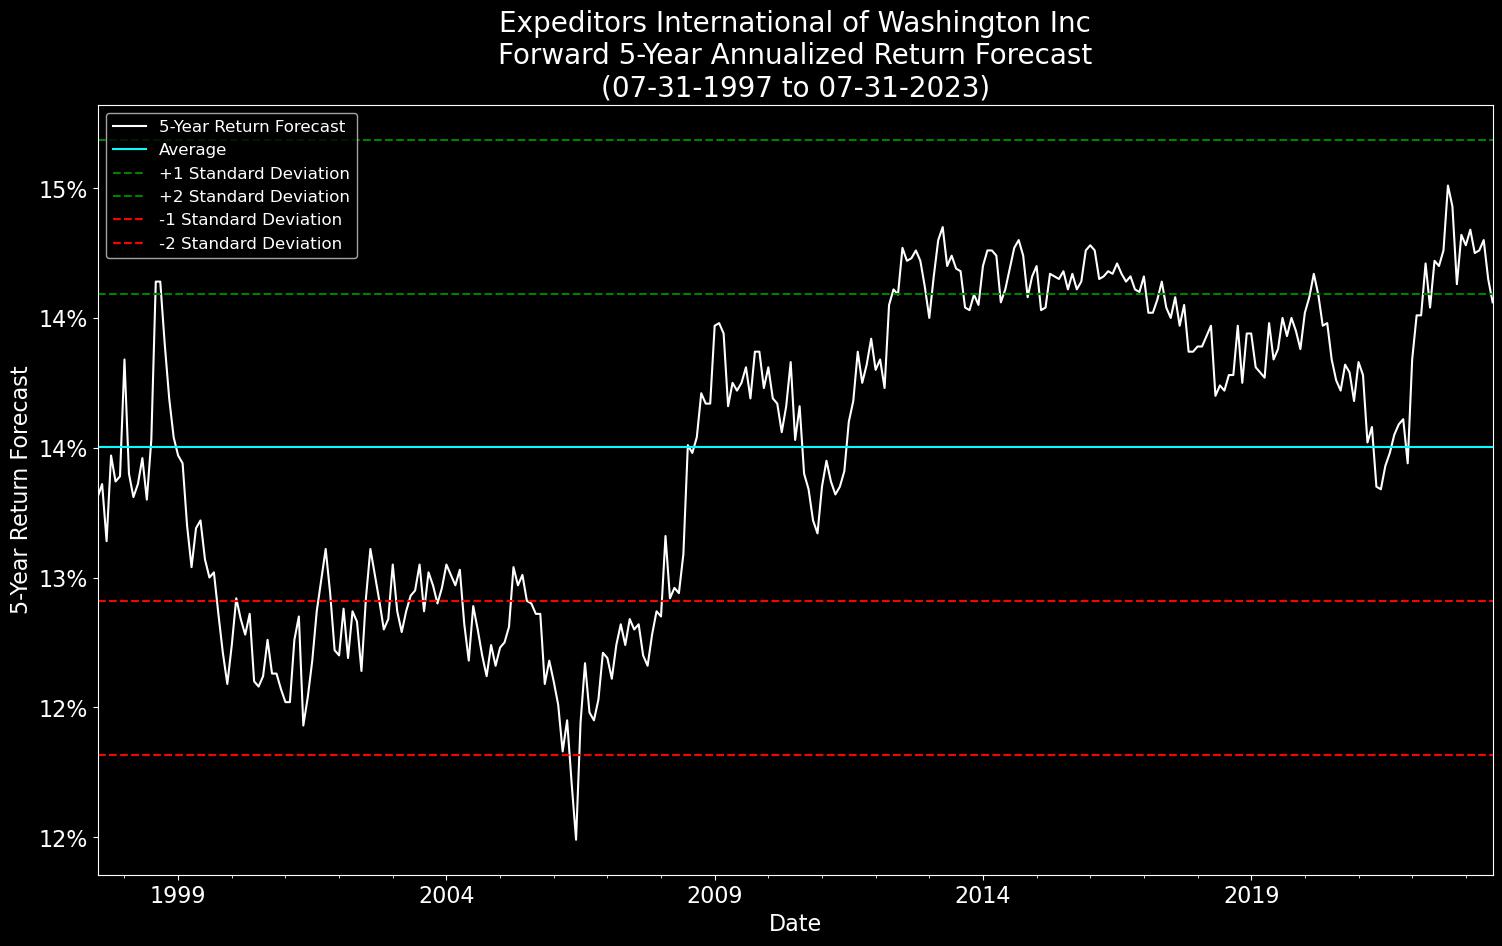 Expeditors International of Washington Inc
Forward 5-Year Annualized Return Forecast
(07-31-1997 to 07-31-2023)
5-Year Return Forecast
Average
+1 Standard Deviation
+2 Standard Deviation
-1 Standard Deviation
-2 Standard Deviation
15%
14%
14%
13%
12%
12%
5-Year Return Forecast
1999 2004 2009 2014 2019
Date